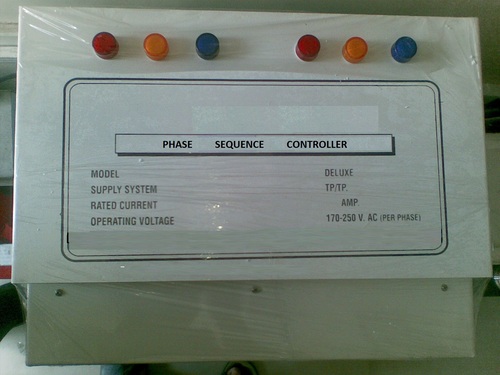 PHASE SEQUENCE CONTROLLER
MODEL DELUXE
SUPPLY SYSTEM TP/TP.
RATED CURRENT AMP.
OPERATING VOLTAGE 170-250 V. AC (PER PHASE)